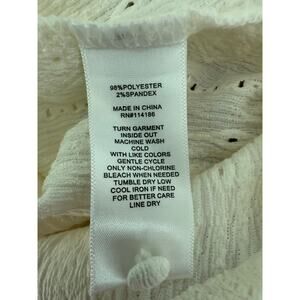 98%POLYESTER
2%SPANDEX
MADE IN CHINA
RN#114186
TURN GARMENT
INSIDE OUT
MACHINE WASH
COLD
WITH LIKE COLORS
GENTLE CYCLE
ONLY NON-CHLORINE
BLEACH WHEN NEEDED
TUMBLE DRY LOW
COOL IRON IF NEEDED
FOR BETTER CARE
LINE DRY